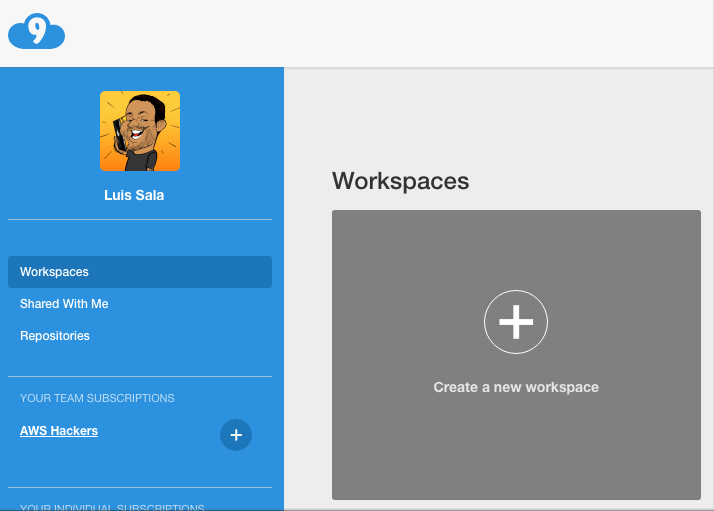 9
Luis Sala
Workspaces
Shared With Me
Repositories
YOUR TEAM SUBSCRIPTIONS
AWS Hackers
YOUR INDIVIDUAL SUBSCRIPTIONS
Workspaces
Create a new workspace